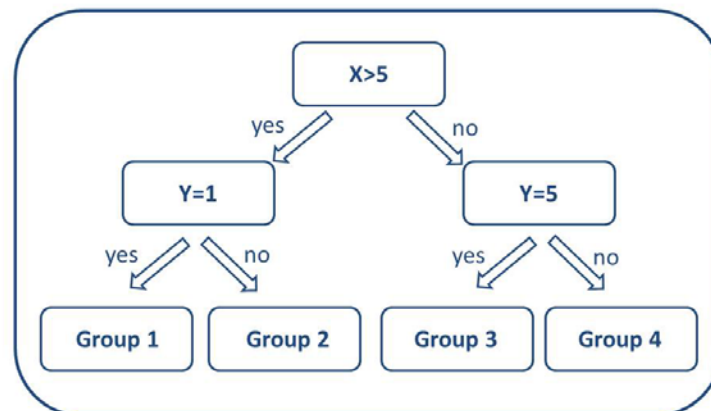 X>5
yes
no
Y=1
Y=5
yes
no
yes
no
Group 1
Group 2
Group 3
Group 4